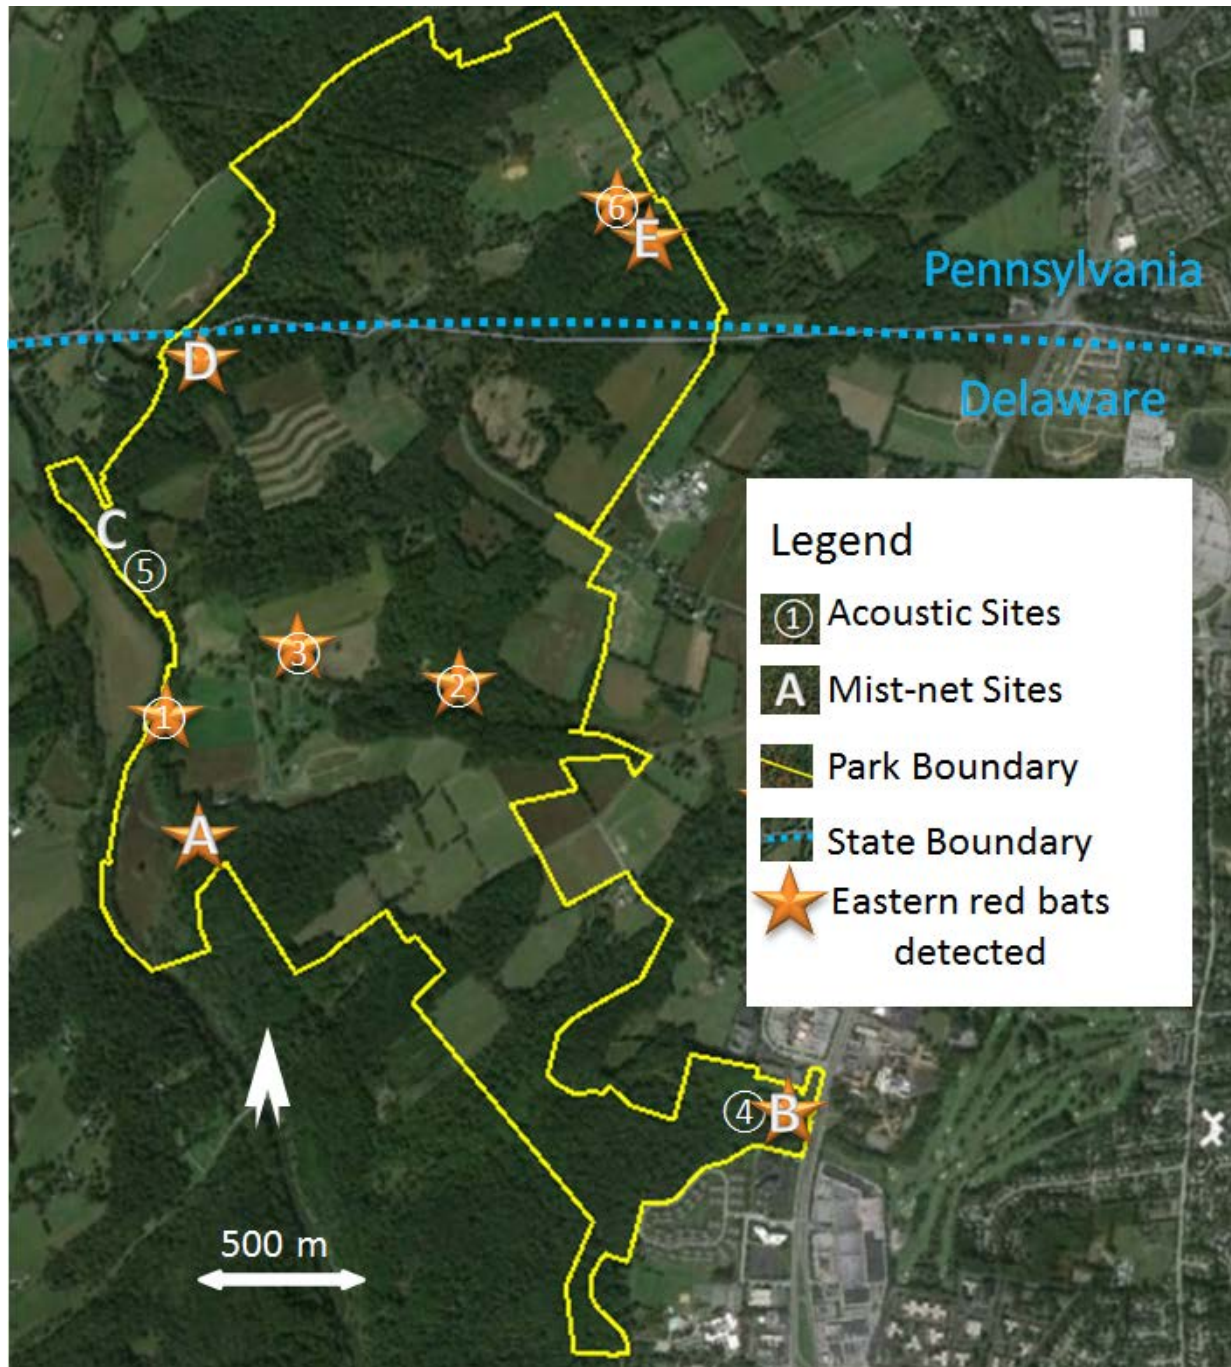 6
E
Pennsylvania
D
Delaware
C
5
3
2
1
A
Legend
1 Acoustic Sites
A Mist-net Sites
Park Boundary
State Boundary
Eastern red bats
detected
4
B
500 m